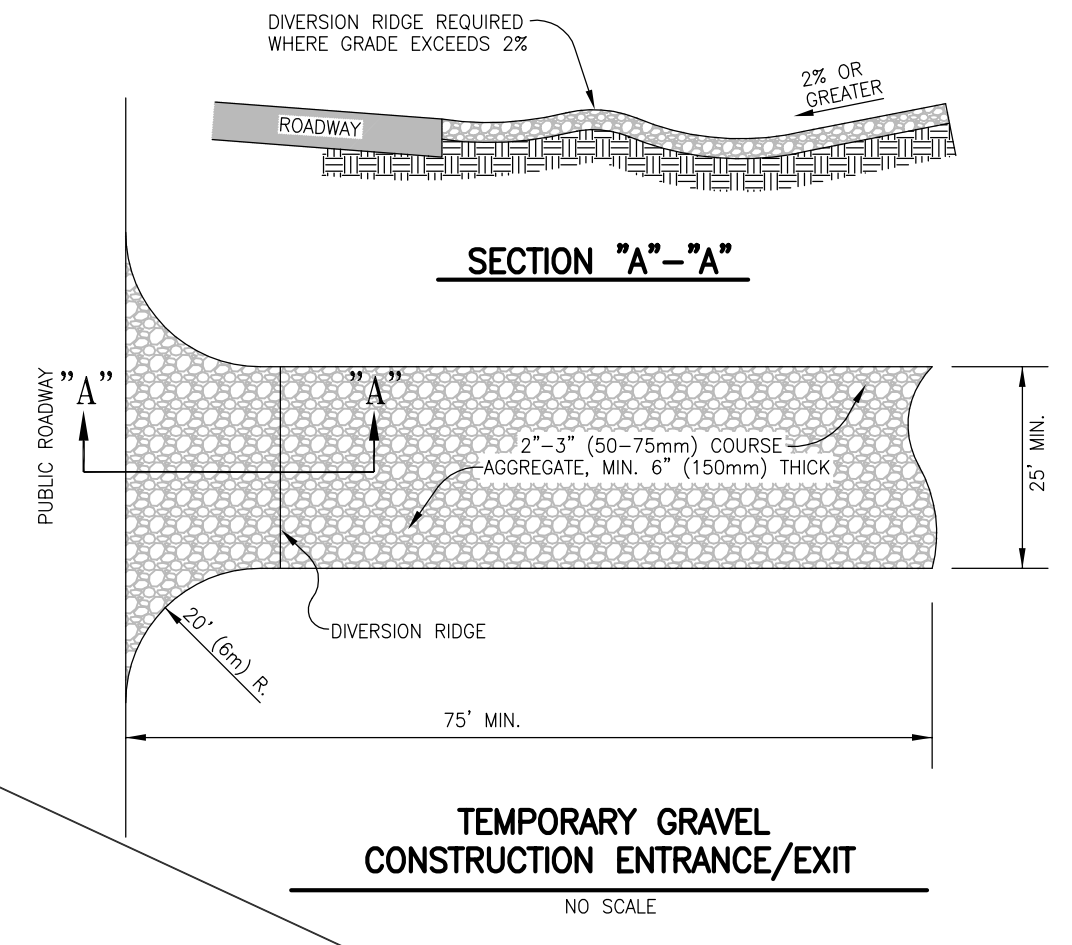 DIVERSION RIDGE REQUIRED
WHERE GRADE EXCEEDS 2%
2% OR
GREATER
ROADWAY
SECTION "A"-"A"
PUBLIC ROADWAY
"A"
"A"
2"-3" (50-75mm) COURSE
AGGREGATE, MIN. 6" (150mm) THICK
25' MIN.
DIVERSION RIDGE
20' (6m) R.
75' MIN.
TEMPORARY GRAVEL
CONSTRUCTION ENTRANCE/EXIT
NO SCALE